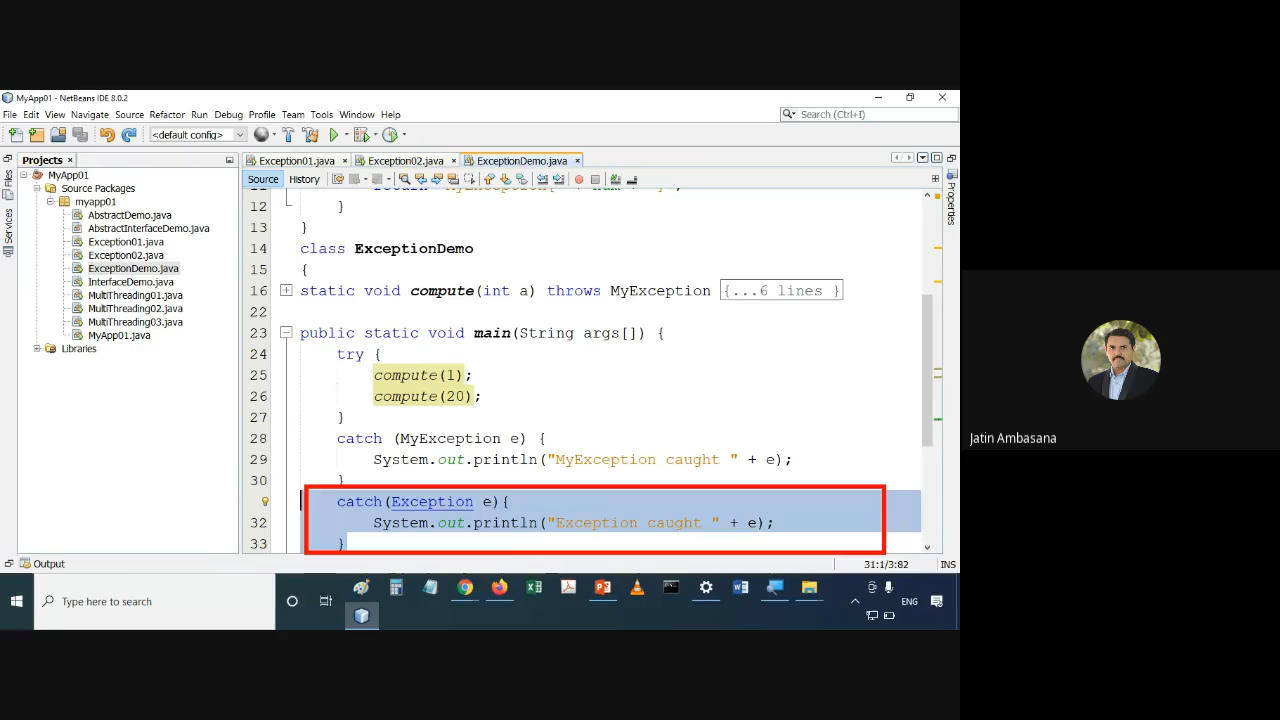 MyApp01 - NetBeans IDE 8.0.2
File Edit View Navigate Source Refactor Run Debug Profile Team Tools Window Help
Search (Ctrl+I)
<default config>
Projects
Exception01.java
Exception02.java
ExceptionDemo.java
Files
Services
Properties
MyApp01
Source Packages
myapp01
AbstractDemo.java
AbstractInterfaceDemo.java
Exception01.java
Exception02.java
ExceptionDemo.java
InterfaceDemo.java
MultiThreading01.java
MultiThreading02.java
MultiThreading03.java
MyApp01.java
Libraries
Source History
12 }
13 }
14 class ExceptionDemo
15 {
16 static void compute(int a) throws MyException {...6 lines }
22
23 public static void main(String args[]) {
24 try {
25 compute(1);
26 compute(20);
27 }
28 catch (MyException e) {
29 System.out.println("MyException caught " + e);
30 }
catch(Exception e){
32 System.out.println("Exception caught " + e);
33 }
Output
31:1/3:82 INS
Type here to search
ENG
Jatin Ambasana